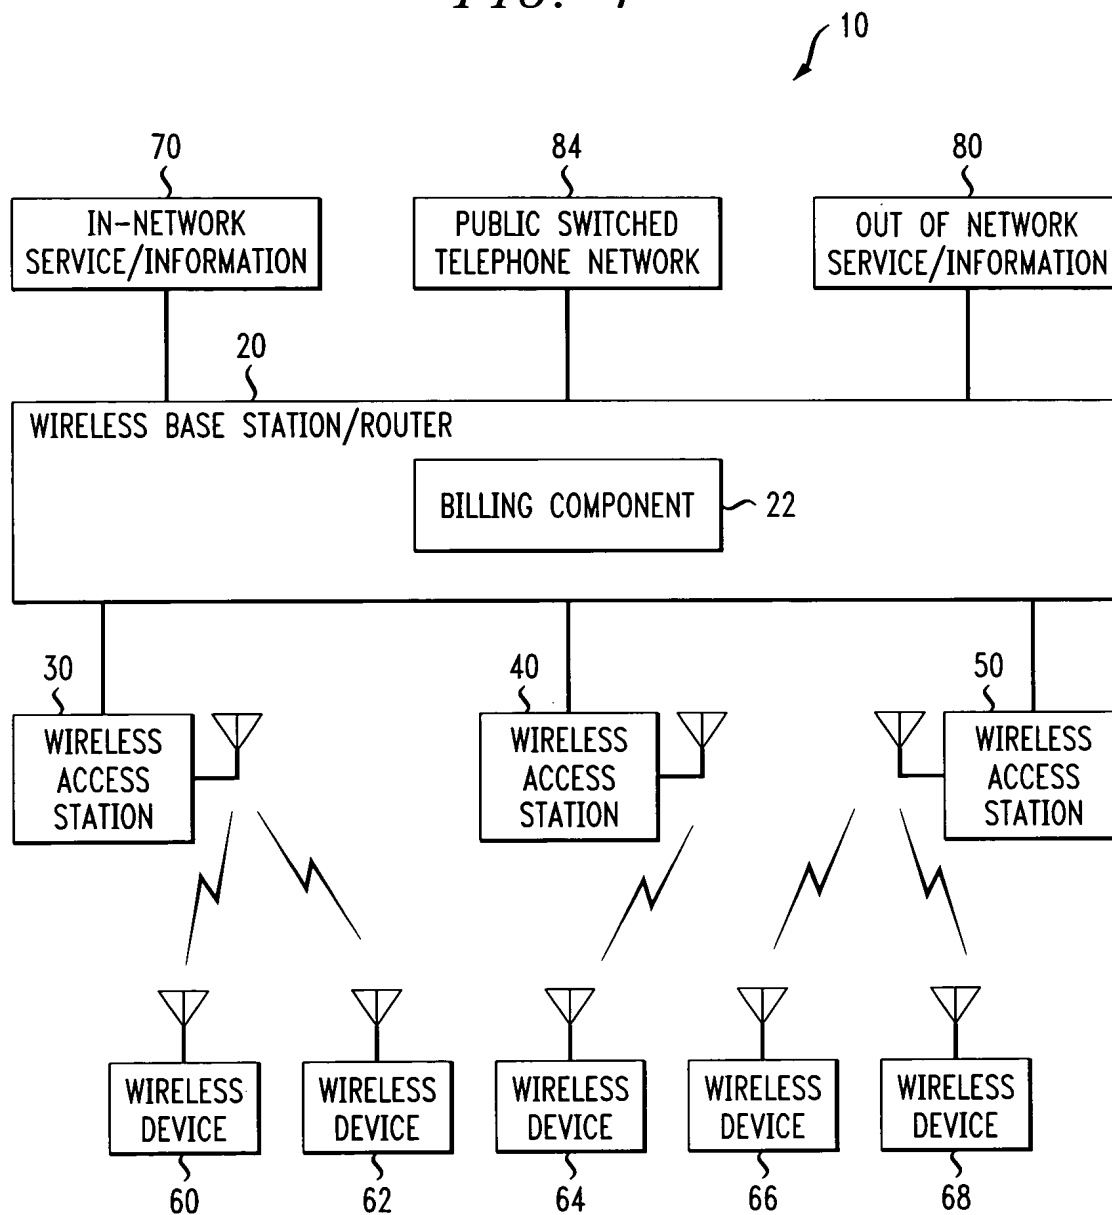 10
70
84
80
IN-NETWORK
SERVICE/INFORMATION
PUBLIC SWITCHED
TELEPHONE NETWORK
OUT OF NETWORK
SERVICE/INFORMATION
20
WIRELESS BASE STATION/ROUTER
BILLING COMPONENT
22
30
40
50
WIRELESS
ACCESS
STATION
WIRELESS
ACCESS
STATION
WIRELESS
ACCESS
STATION
WIRELESS
DEVICE
WIRELESS
DEVICE
WIRELESS
DEVICE
WIRELESS
DEVICE
WIRELESS
DEVICE
60
62
64
66
68